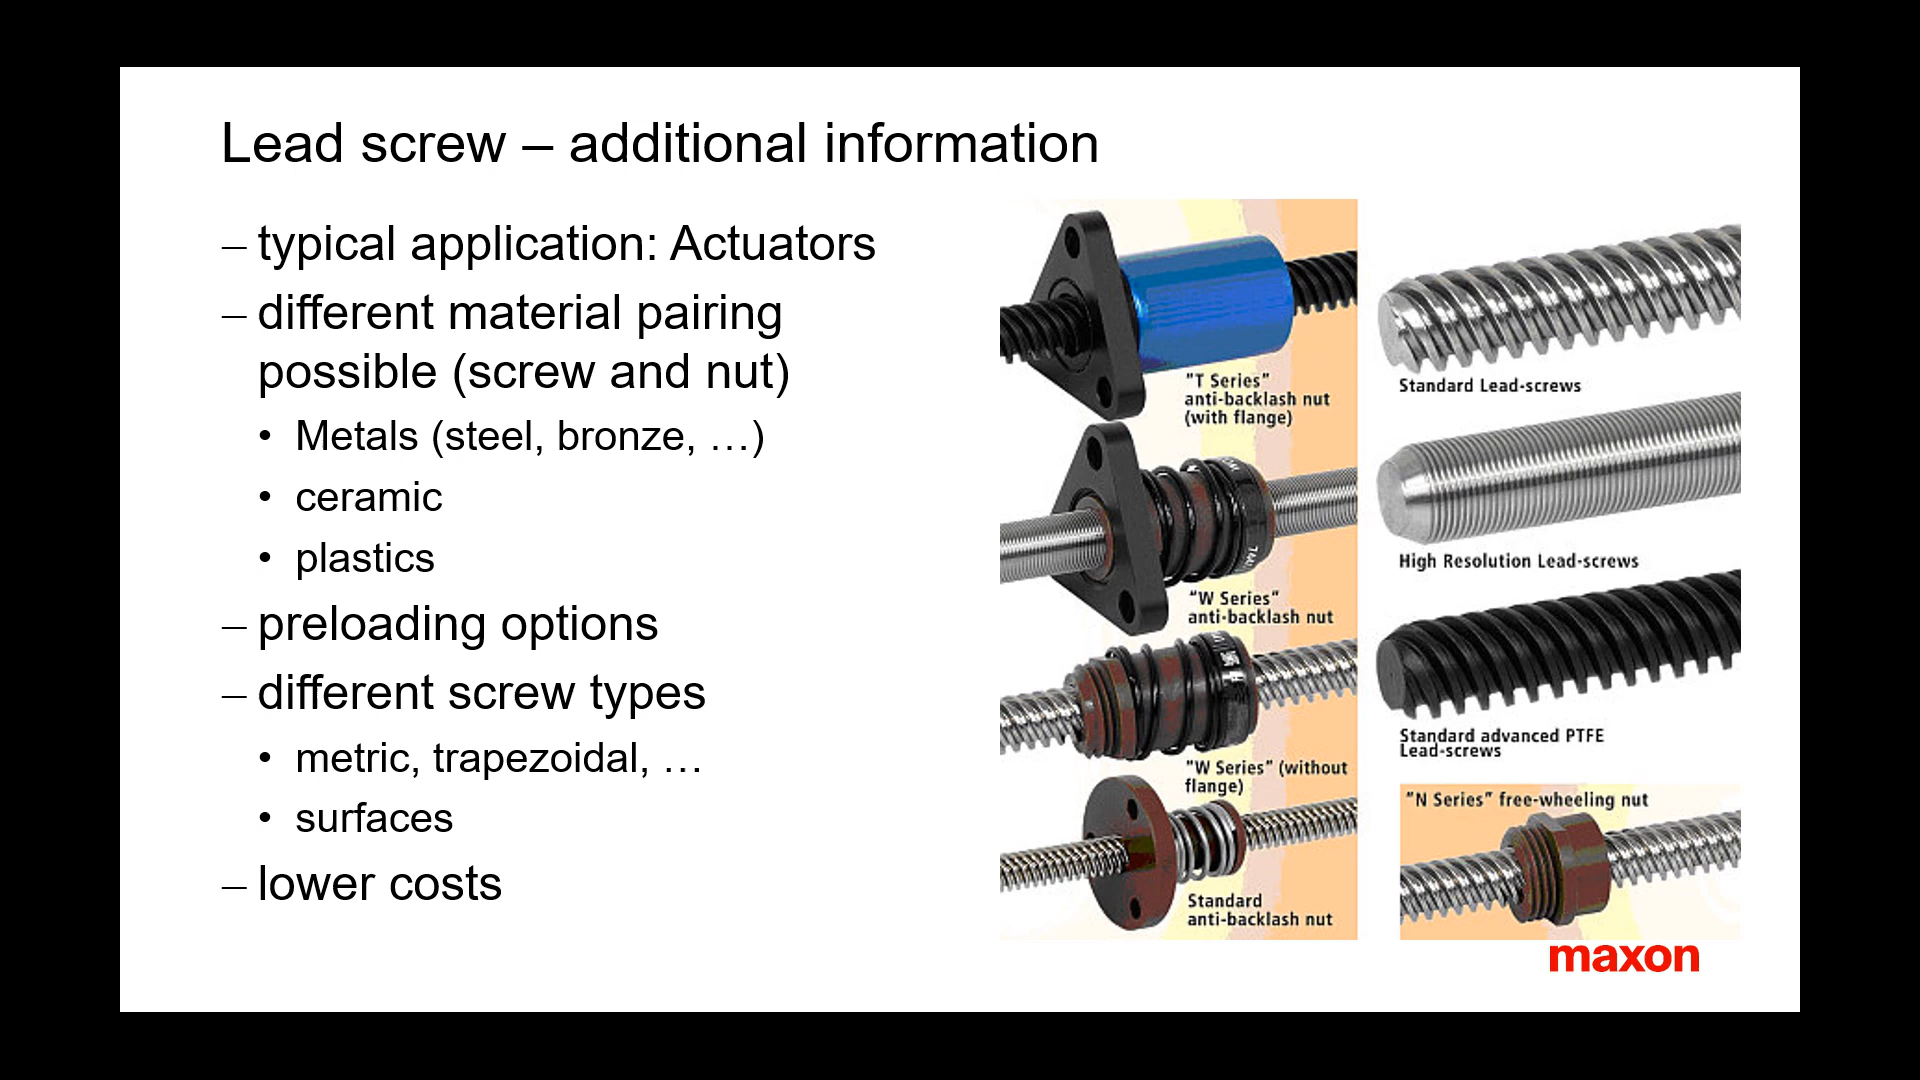 Lead screw – additional information
– typical application: Actuators
– different material pairing
possible (screw and nut)
• Metals (steel, bronze, …)
• ceramic
• plastics
– preloading options
– different screw types
• metric, trapezoidal, …
• surfaces
– lower costs
"T Series"
anti-backlash nut
(with flange)
"W Series"
anti-backlash nut
"W Series" (without
flange)
Standard
anti-backlash nut
Standard Lead-screws
High Resolution Lead-screws
Standard advanced PTFE
Lead-screws
"N Series" free-wheeling nut
maxon